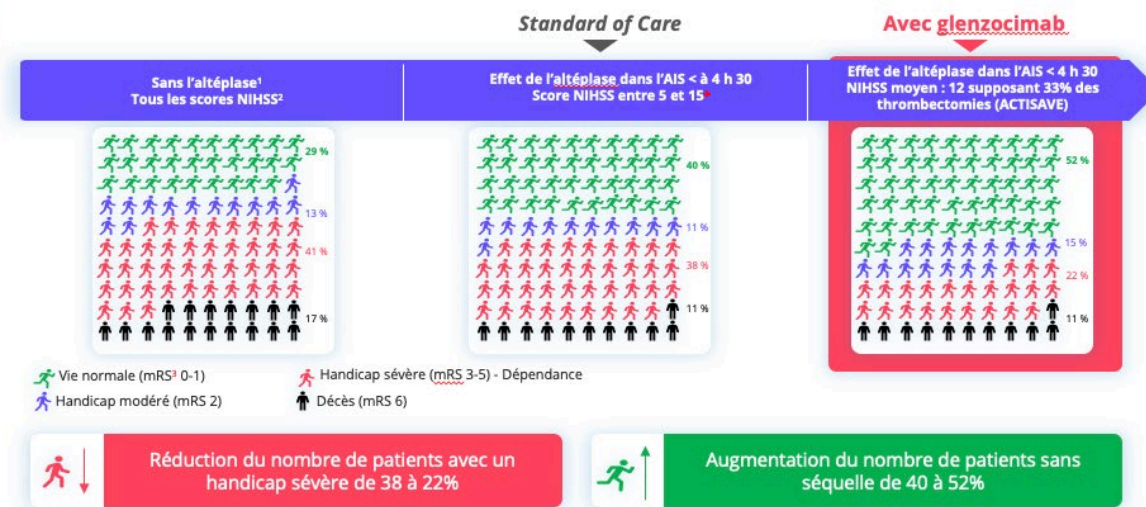 Standard of Care
Avec glenzocimab
Sans l'altéplase¹
Tous les scores NIHSS²
Effet de l'altéplase dans l'AIS < à 4 h 30
Score NIHSS entre 5 et 15
Effet de l'altéplase dans l'AIS < 4 h 30
NIHSS moyen : 12 supposant 33% des
thrombectomies (ACTISAVE)
29 %
13 %
41 %
17 %
40 %
11 %
38 %
11 %
52 %
15 %
22 %
11 %
Vie normale (mRS³ 0-1)
Handicap sévère (mRS 3-5) - Dépendance
Handicap modéré (mRS 2)
Décès (mRS 6)
Réduction du nombre de patients avec un
handicap sévère de 38 à 22%
Augmentation du nombre de patients sans
séquelle de 40 à 52%